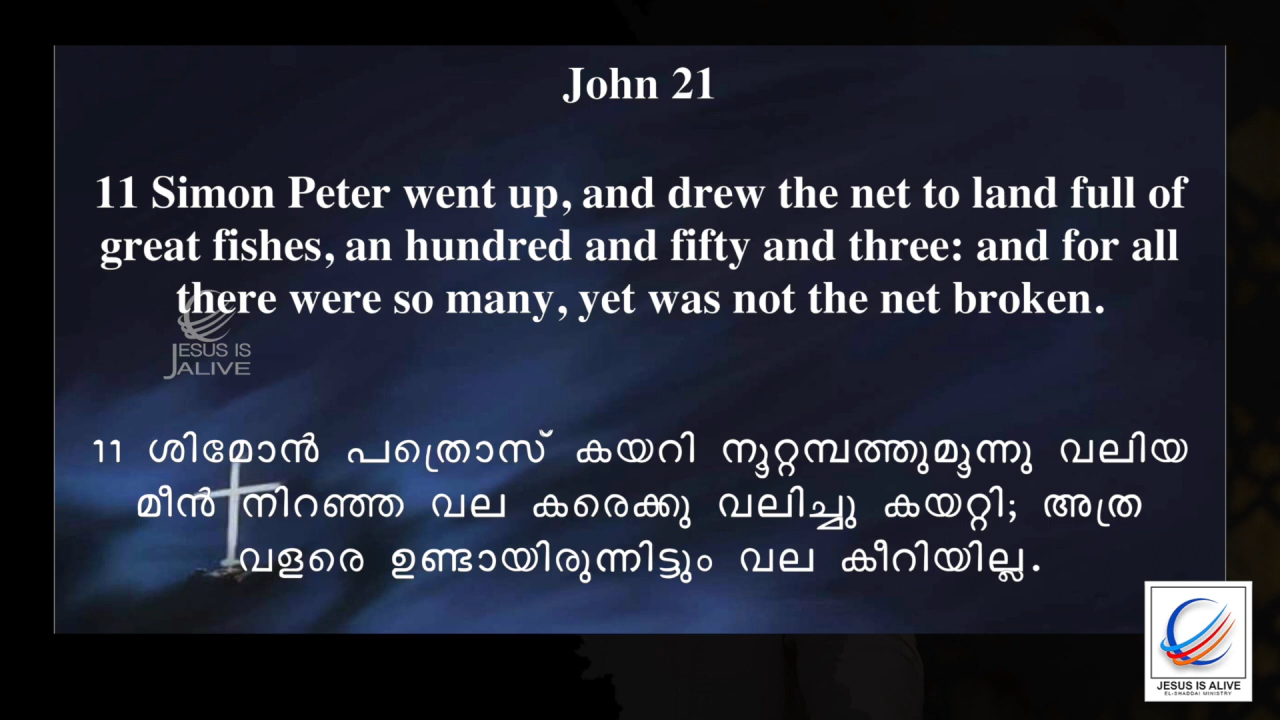 John 21
11 Simon Peter went up, and drew the net to land full of
great fishes, an hundred and fifty and three: and for all
there were so many, yet was not the net broken.
JESUS IS
ALIVE
11 ശിമോൻ പത്രൊസ് കയറി നൂറ്റമ്പത്തുമൂന്നു വലിയ
മീൻ നിറഞ്ഞ വല കരെക്കു വലിച്ചു കയറ്റി; അത്ര
വളരെ ഉണ്ടായിരുന്നിട്ടും വല കീറിയില്ല.
JESUS IS ALIVE
EL-SHADDAI MINISTRY